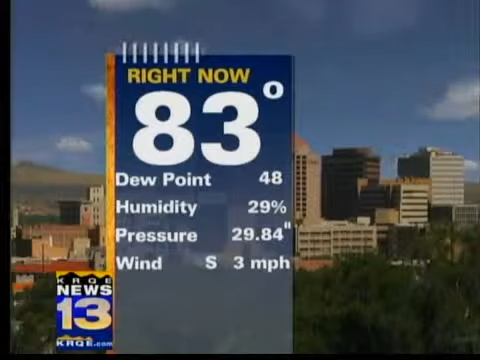 RIGHT NOW
83°
Dew Point 48
Humidity 29%
Pressure 29.84"
Wind S 3 mph
KRQE
NEWS
13
KRQE.com